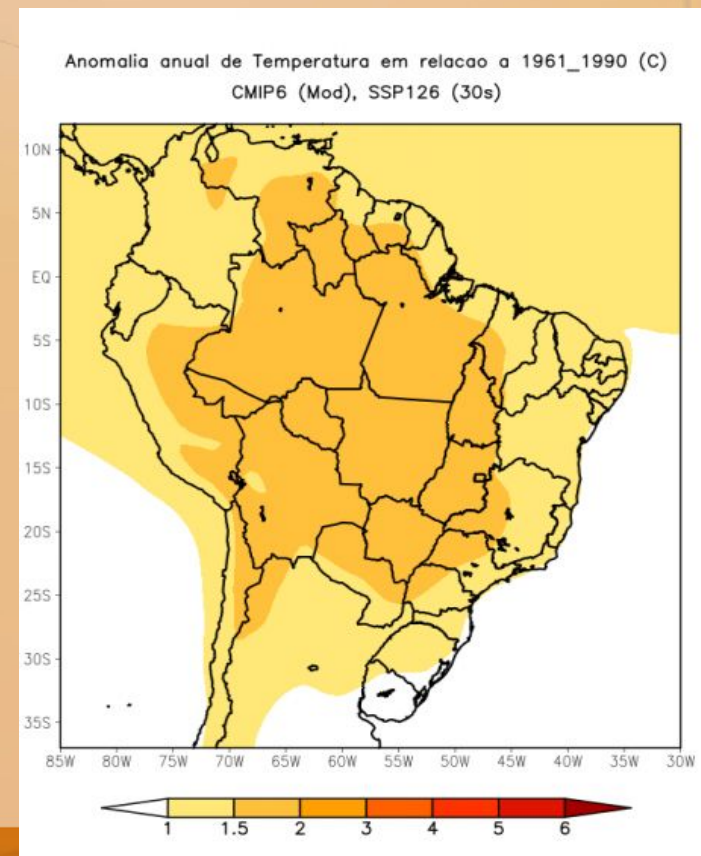 Anomalia anual de Temperatura em relacao a 1961_1990 (C)
CMIP6 (Mod), SSP126 (30s)
10N
5N
EQ
5S
10S
15S
20S
25S
30S
35S
85W 80W 75W 70W 65W 60W 55W 50W 45W 40W 35W 30W
1 1.5 2 3 4 5 6